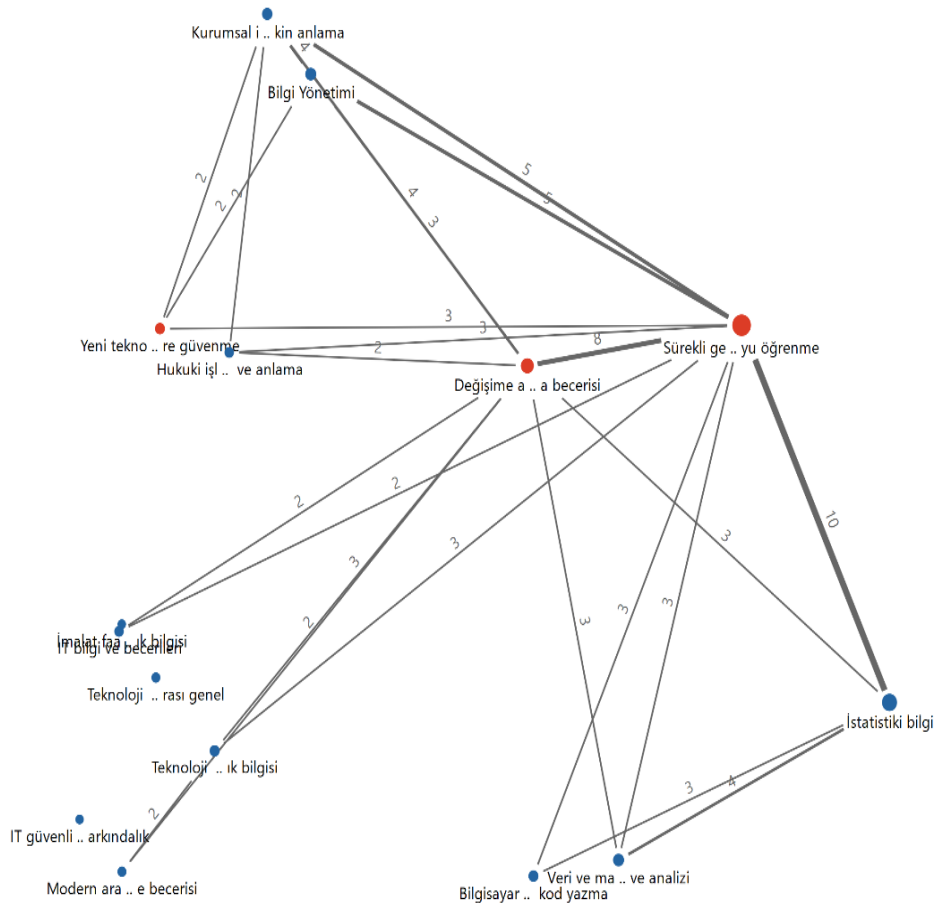 Kurumsal i .. kin anlama
4
Bilgi Yönetimi
5
5
2
2
2
4
3
3
3
Yeni tekno .. re güvenme
2
8
Sürekli ge .. yu öğrenme
Hukuki işl .. ve anlama
Değişime a .. a becerisi
2
2
10
3
3
3
2
3
3
3
İmalat faa .. ık bilgisi
IT bilgi ve becerileri
Teknoloji .. rası genel
İstatistiki bilgi
Teknoloji .. ık bilgisi
3
4
2
IT güvenli .. arkındalık
Veri ve ma .. ve analizi
Modern ara .. e becerisi
Bilgisayar .. kod yazma